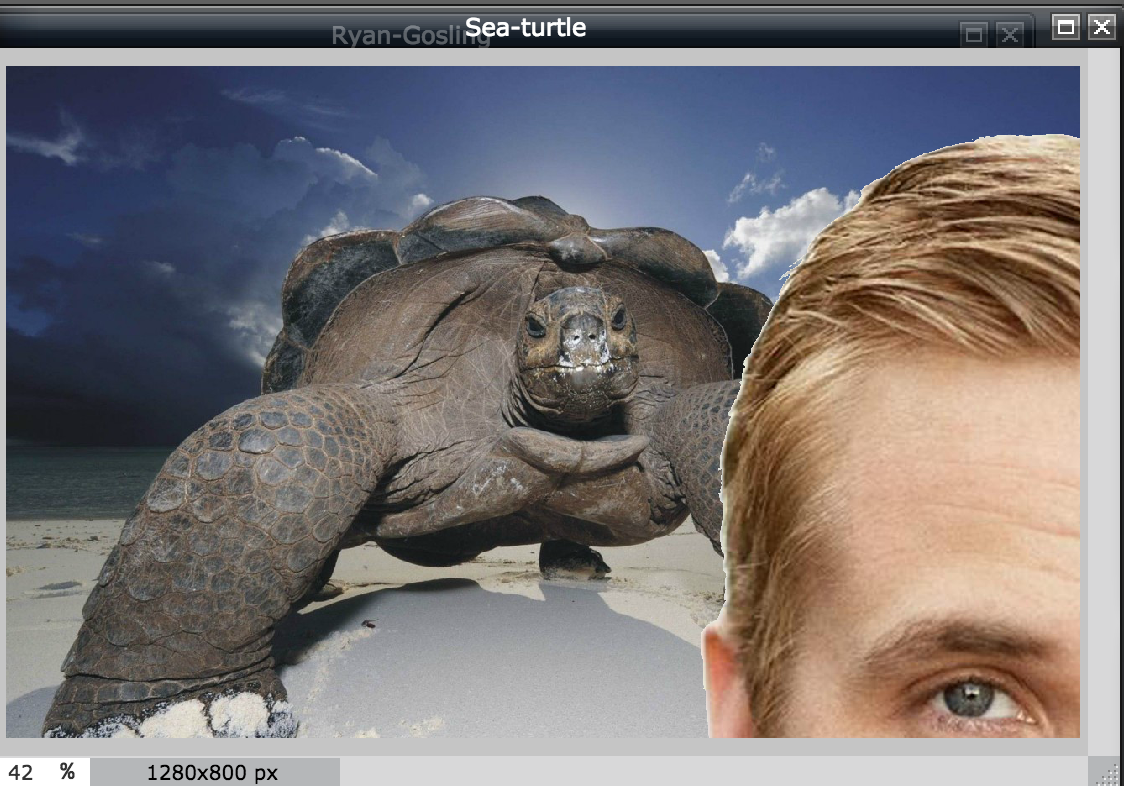 Ryan-Gosling
Sea-turtle
42 %
1280x800 px